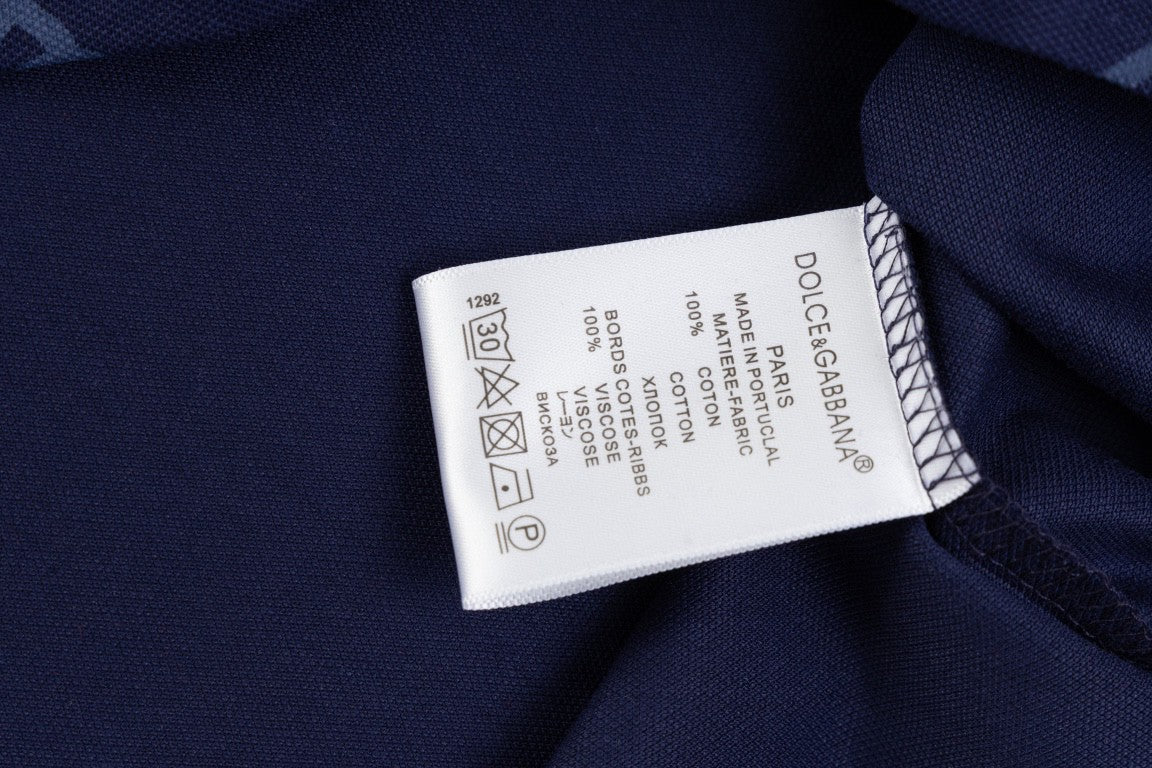 DOLCE&GABBANA®
PARIS
MADE IN PORTUCLAL
MATIERE-FABRIC
100% COTON
COTTON
ХЛОПОК
BORDS COTES-RIBBS
100% VISCOSE
VISCOSE
レーヨン
ВИСКОЗА
1292
30
P